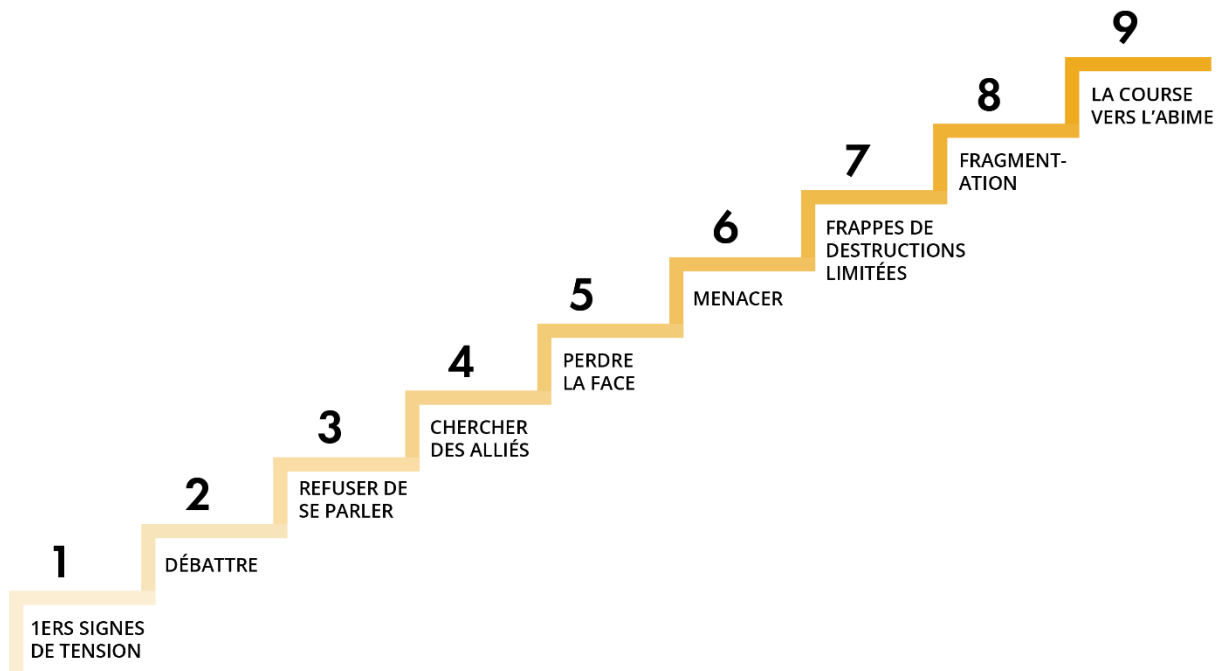 1
1ERS SIGNES
DE TENSION
2
DÉBATTRE
3
REFUSER DE
SE PARLER
4
CHERCHER
DES ALLIÉS
5
PERDRE
LA FACE
6
MENACER
7
FRAPPES DE
DESTRUCTIONS
LIMITÉES
8
FRAGMENT-
ATION
9
LA COURSE
VERS L'ABIME